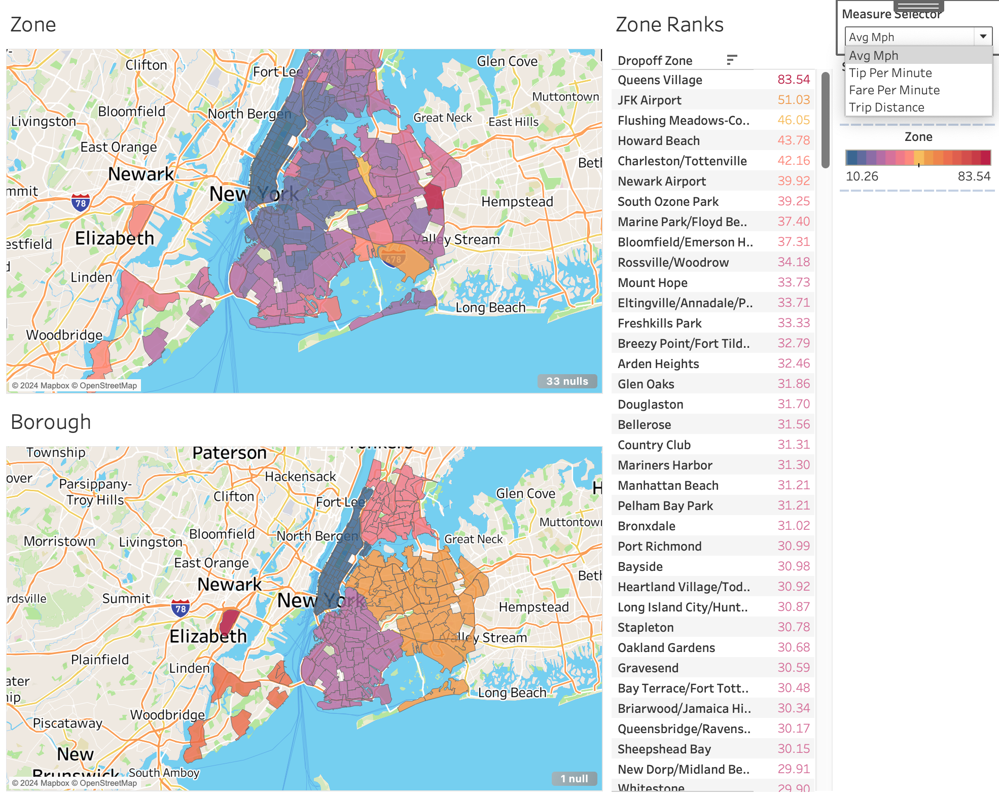 Zone
Clifton
Fort Lee
Glen Cove
Muttontown
Bloomfield
North Bergen
Livingston
Great Neck
East Hills
East Orange
Newark
mmit
78
New York
Hempstead
Elizabeth
estfield
Valley Stream
678
Linden
Long Beach
Woodbridge
© 2024 Mapbox © OpenStreetMap
33 nulls
Borough
Township
Paterson
Hackensack
over
Parsippany-
Troy Hills
Clifton
Glen Cove
Fort Lee
Muttontown
Morristown
Livingston
Bloomfield
North Bergen
Great Neck
East Orange
Newark
rdsville
Summit
78
New York
Hempstead
Elizabeth
Valley Stream
Plainfield
Linden
ater
Long Beach
Woodbridge
Piscataway
New
Brunswick
South Amboy
© 2024 Mapbox © OpenStreetMap
1 null
Zone Ranks
Dropoff Zone
Queens Village 83.54
JFK Airport 51.03
Flushing Meadows-Co.. 46.05
Howard Beach 43.78
Charleston/Tottenville 42.16
Newark Airport 39.92
South Ozone Park 39.25
Marine Park/Floyd Be.. 37.40
Bloomfield/Emerson H.. 37.31
Rossville/Woodrow 34.18
Mount Hope 33.73
Eltingville/Annadale/P.. 33.71
Freshkills Park 33.33
Breezy Point/Fort Tild.. 32.79
Arden Heights 32.46
Glen Oaks 31.86
Douglaston 31.70
Bellerose 31.56
Country Club 31.31
Mariners Harbor 31.30
Manhattan Beach 31.21
Pelham Bay Park 31.21
Bronxdale 31.02
Port Richmond 30.99
Bayside 30.98
Heartland Village/Tod.. 30.92
Long Island City/Hunt.. 30.87
Stapleton 30.78
Oakland Gardens 30.68
Gravesend 30.59
Bay Terrace/Fort Tott.. 30.48
Briarwood/Jamaica Hi.. 30.34
Queensbridge/Ravens.. 30.17
Sheepshead Bay 30.15
New Dorp/Midland Be.. 29.91
Whitestone 29.90
Measure Selector
Avg Mph
Avg Mph
Tip Per Minute
Fare Per Minute
Trip Distance
Zone
10.26 83.54